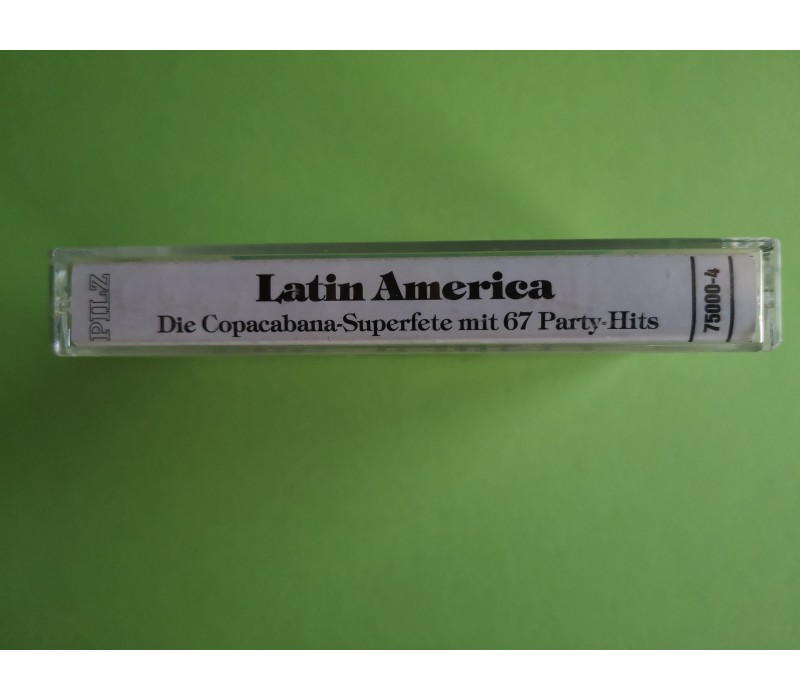 PILZ
Latin America
Die Copacabana-Superfete mit 67 Party-Hits
75000-4